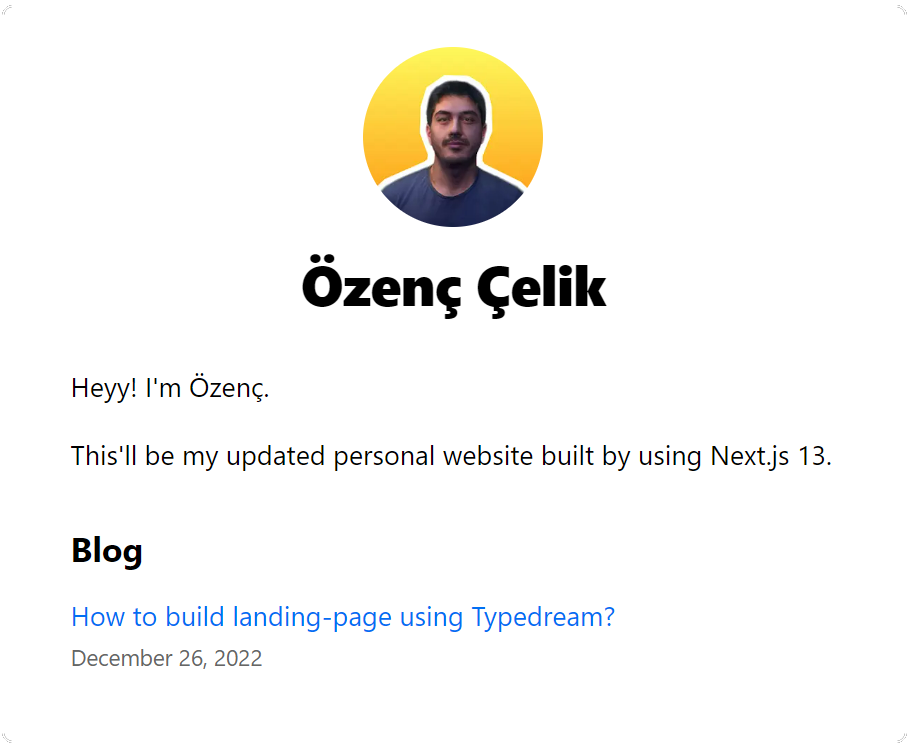 Özenç Çelik
Heyy! I'm Özenç.
This'll be my updated personal website built by using Next.js 13.
Blog
How to build landing-page using Typedream?
December 26, 2022